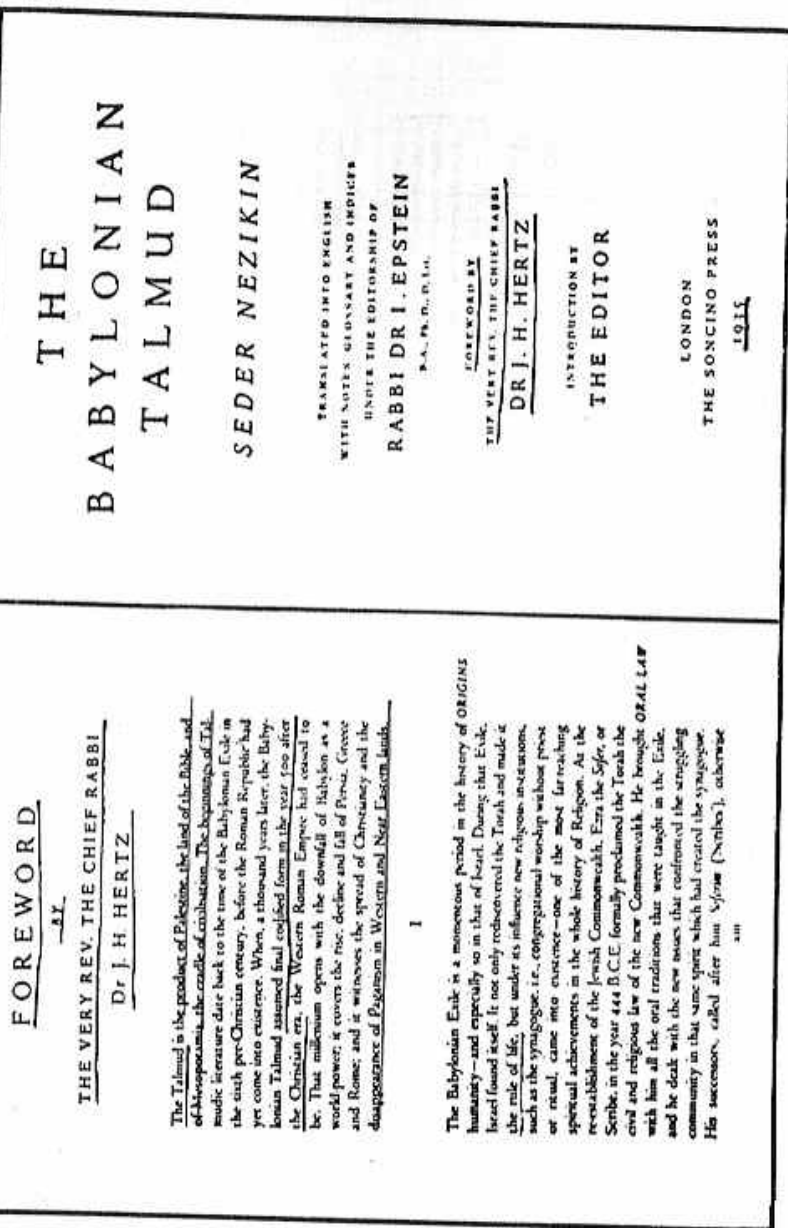 THE
BABYLONIAN
TALMUD
SEDER NEZIKIN
TRANSLATED INTO ENGLISH
WITH NOTES GLOSSARY AND INDICES
UNDER THE EDITORSHIP OF
RABBI DR I. EPSTEIN
B.A., Ph. D., D. Lit.
FOREWORD BY
THE VERY REV. THE CHIEF RABBI
DR J. H. HERTZ
INTRODUCTION BY
THE EDITOR
LONDON
THE SONCINO PRESS
1935
FOREWORD
BY
THE VERY REV. THE CHIEF RABBI
Dr J. H. HERTZ
The Talmud is the product of Palestine, the land of the Bible, and
of Mesopotamia, the cradle of civilisation. The beginnings of Tal-
mudic literature date back to the time of the Babylonian Exile in
the sixth pre-Christian century, before the Roman Republic had
yet come into existence. When, a thousand years later, the Baby-
lonian Talmud assumed final codified form in the year 500 after
the Christian era, the Western Roman Empire had ceased to
be. That millenium opens with the downfall of Babylon as a
world-power; it covers the rise, decline and fall of Persia, Greece
and Rome; and it witnesses the spread of Christianity and the
disappearance of Paganism in Western and Near Eastern lands.
I
The Babylonian Exile is a momentous period in the history of ORIGINS
humanity—and especially so in that of Israel. During that Exile,
Israel found itself. It not only rediscovered the Torah and made it
the rule of life, but under its influence new religious institutions,
such as the synagogue, i.e., congregational worship without priest
or ritual, came into existence—one of the most far-reaching
spiritual achievements in the whole history of Religion. As the
re-establishment of the Jewish Commonwealth, Ezra the Sofer, or
Scribe, in the year 444 B.C.E. formally proclaimed the Torah the
civil and religious law of the new Commonwealth. He brought ORAL LAW
with him all the oral traditions that were taught in the Exile,
and he dealt with the new issues that confronted the struggling
community in that same spirit which had created the synagogue.
His successors, called after him Soferim ('Scribes'), otherwise
xiii